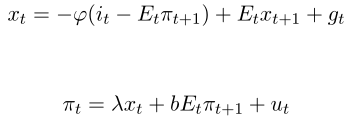 x_t = −φ(i_t − E_tπ_{t+1}) + E_tx_{t+1} + g_t
π_t = λx_t + bE_tπ_{t+1} + u_t